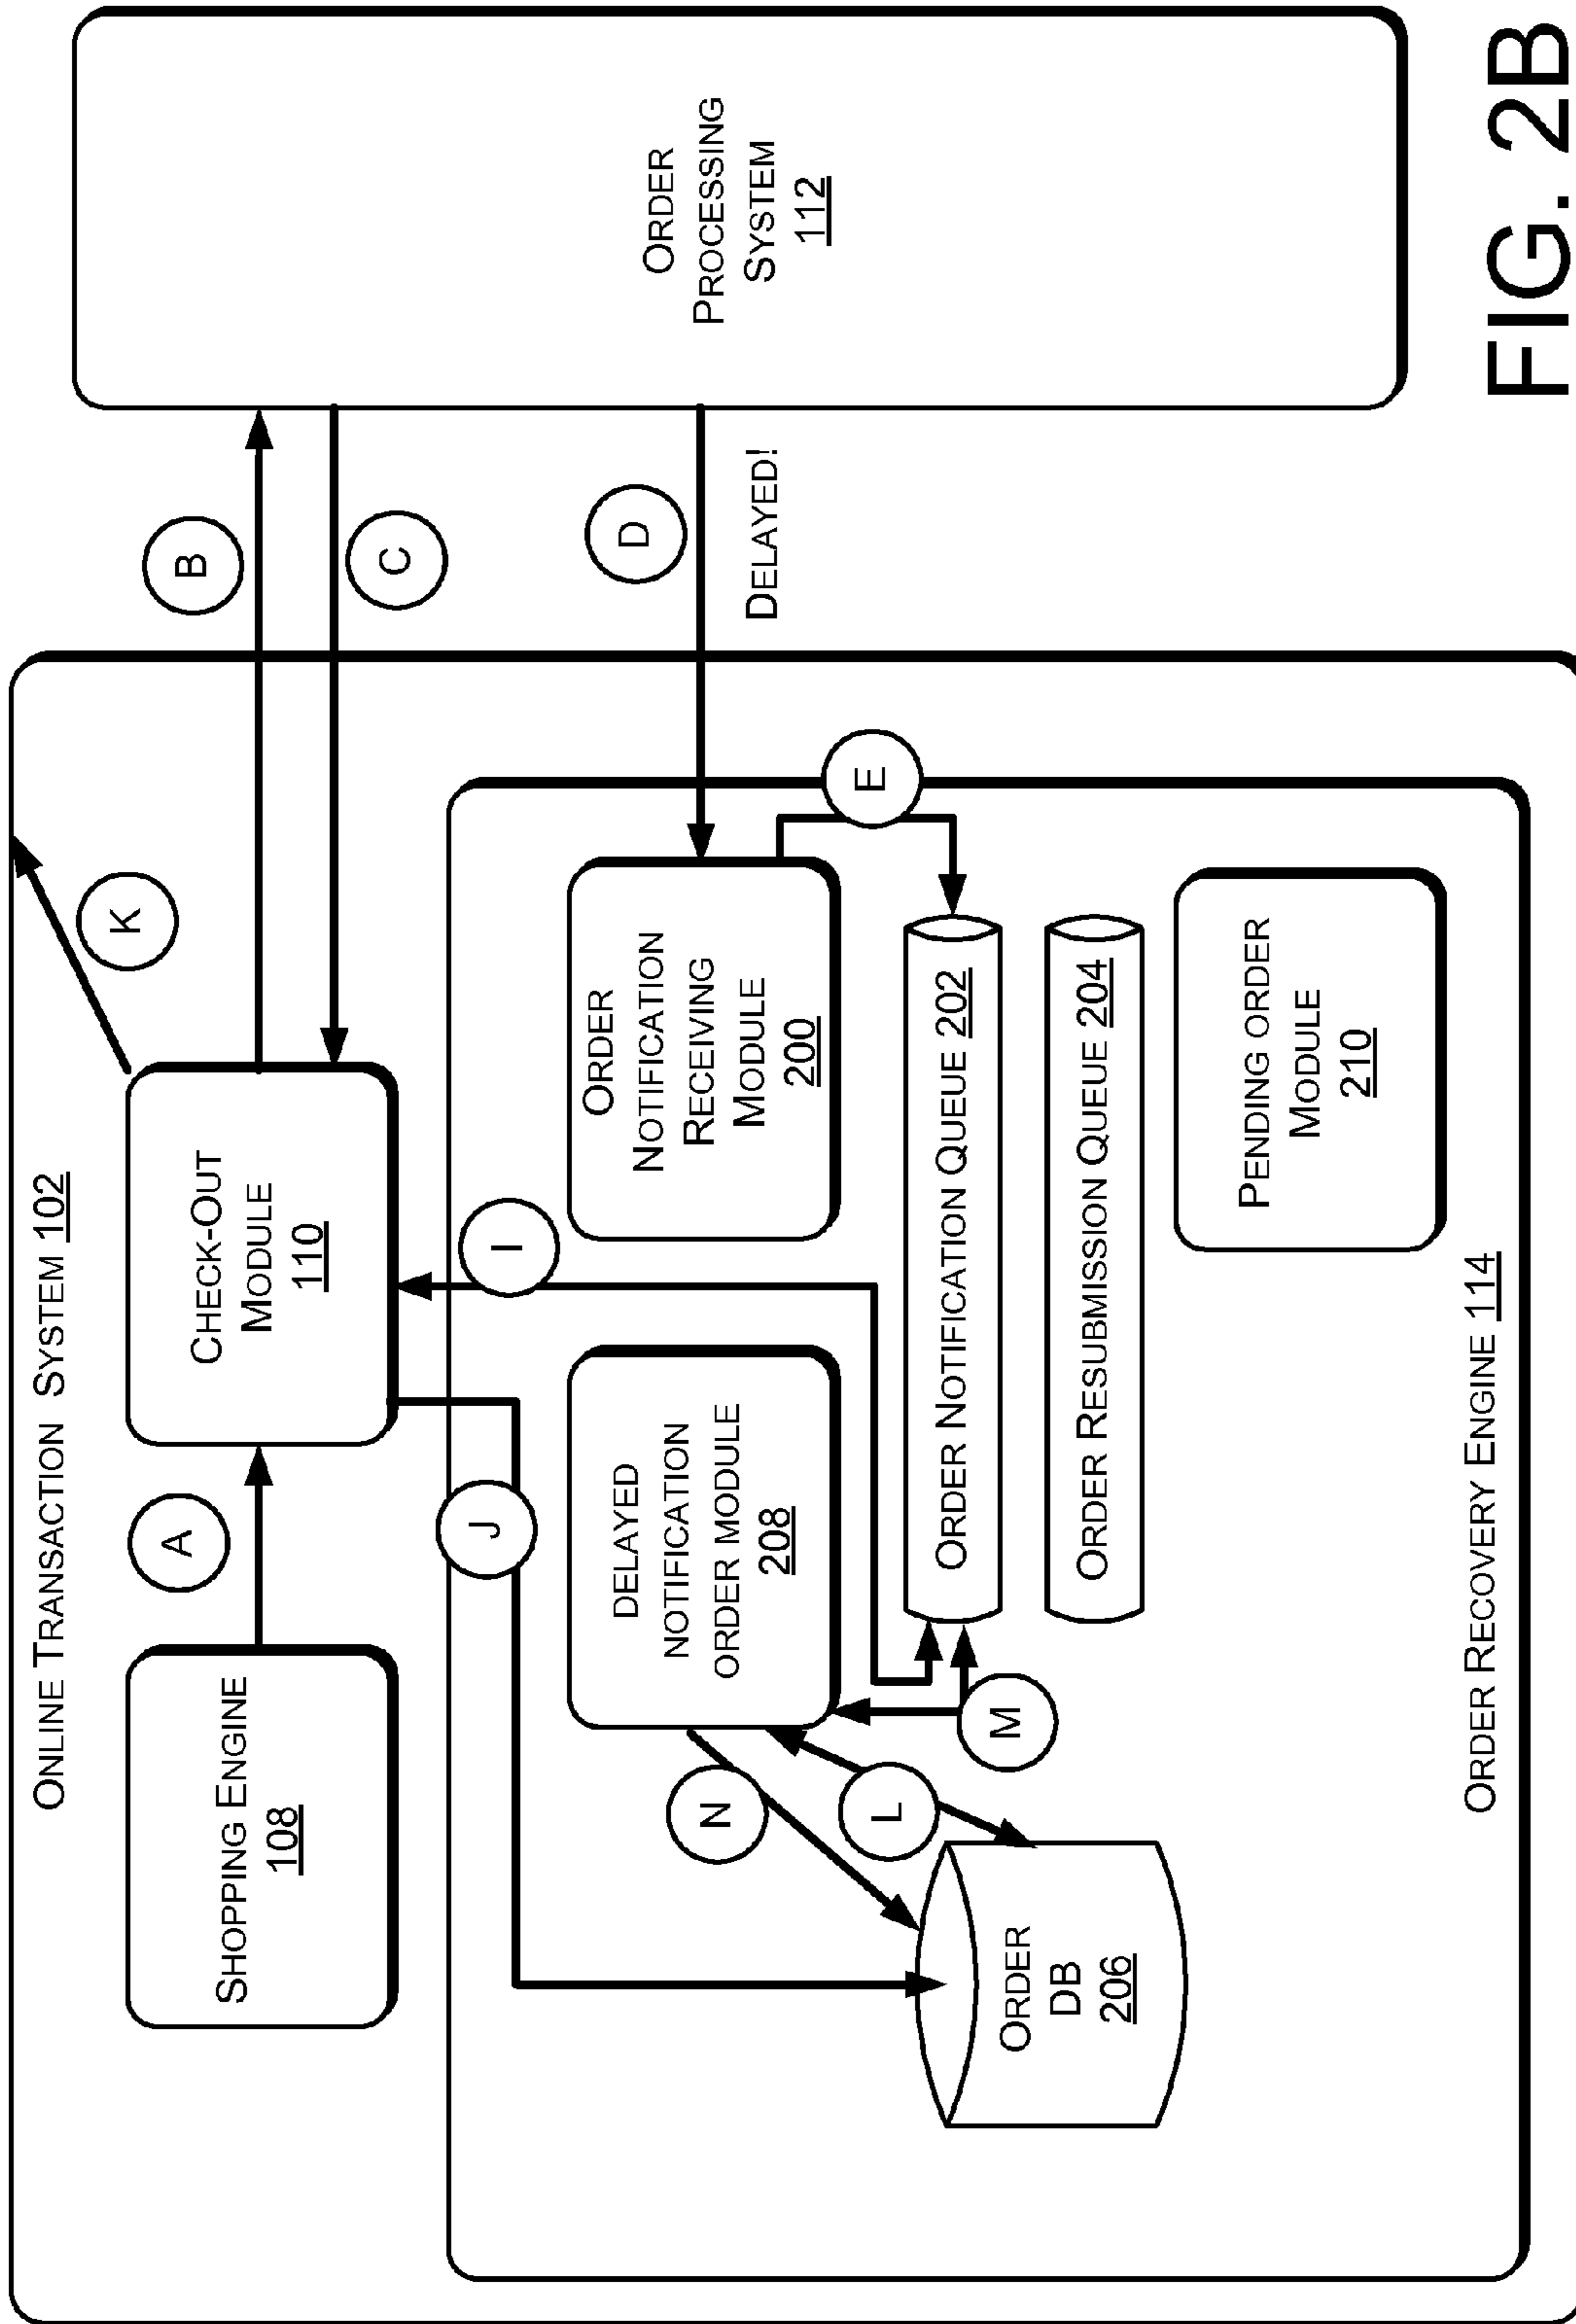 ONLINE TRANSACTION SYSTEM 102
K
SHOPPING ENGINE
108
A
CHECK-OUT
MODULE
110
B
C
ORDER
PROCESSING
SYSTEM
112
J
I
D
DELAYED!
DELAYED
NOTIFICATION
ORDER MODULE
208
ORDER
NOTIFICATION
RECEIVING
MODULE
200
E
N
L
M
ORDER NOTIFICATION QUEUE 202
ORDER RESUBMISSION QUEUE 204
ORDER
DB
206
PENDING ORDER
MODULE
210
ORDER RECOVERY ENGINE 114
FIG. 2B